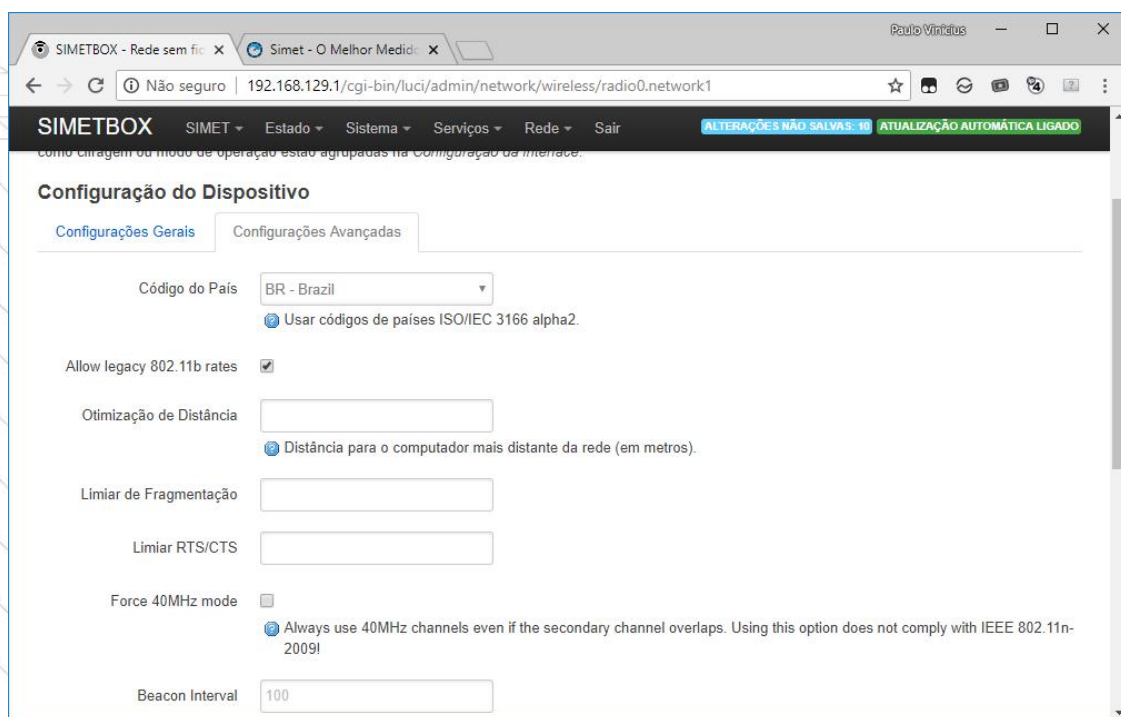 Paulo Vinicius
SIMETBOX - Rede sem fic
Simet - O Melhor Medido
Não seguro | 192.168.129.1/cgi-bin/luci/admin/network/wireless/radio0.network1
SIMETBOX SIMET Estado Sistema Serviços Rede Sair ALTERAÇÕES NÃO SALVAS: 10 ATUALIZAÇÃO AUTOMÁTICA LIGADO
como cifragem ou modo de operação estão agrupadas na Configuração da Interface.
Configuração do Dispositivo
Configurações Gerais Configurações Avançadas
Código do País BR - Brazil
Usar códigos de países ISO/IEC 3166 alpha2.
Allow legacy 802.11b rates
Otimização de Distância
Distância para o computador mais distante da rede (em metros).
Limiar de Fragmentação
Limiar RTS/CTS
Force 40MHz mode
Always use 40MHz channels even if the secondary channel overlaps. Using this option does not comply with IEEE 802.11n-
2009!
Beacon Interval 100